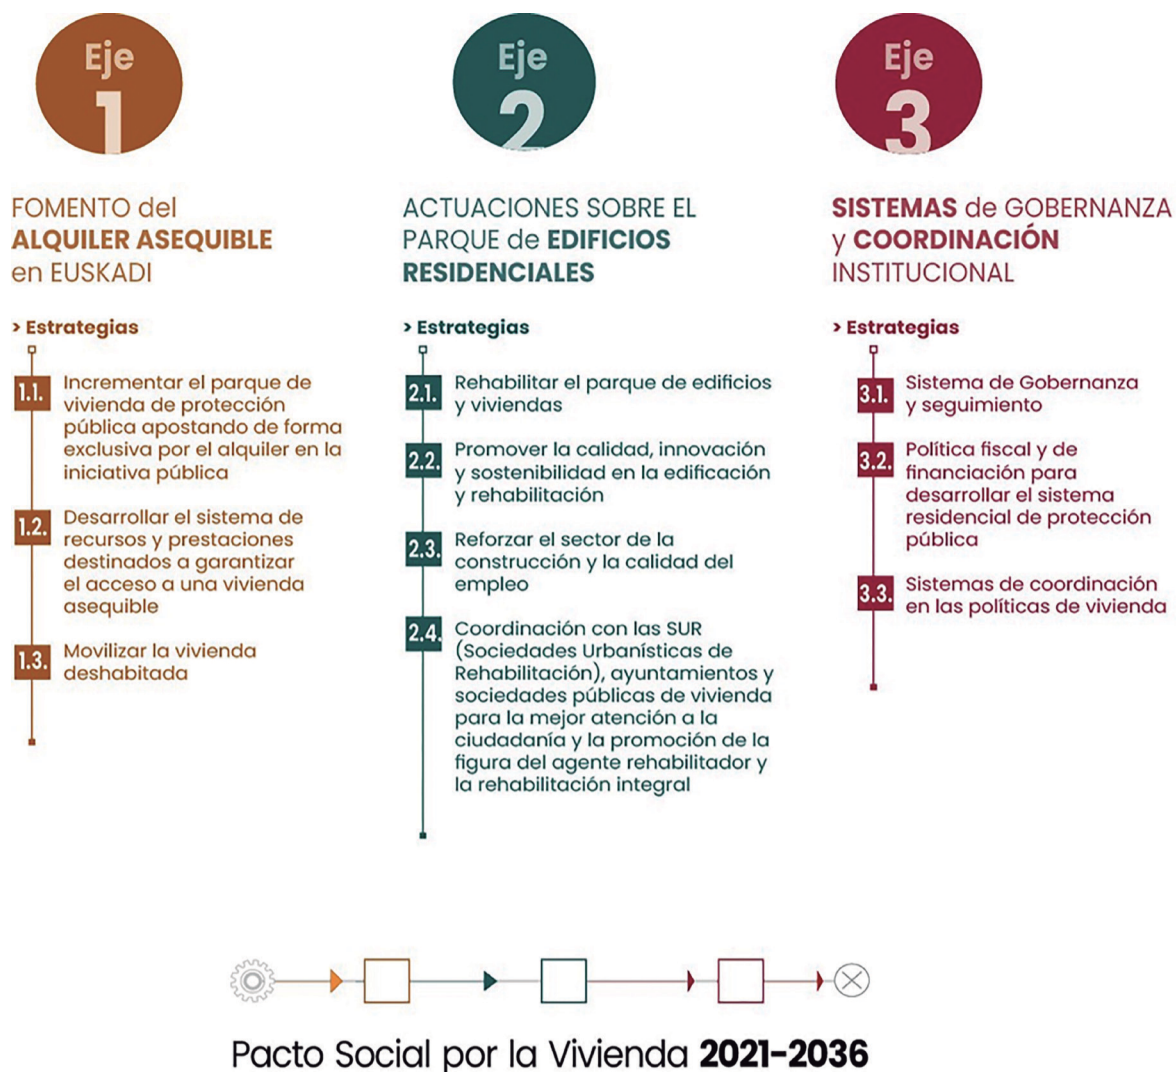 Eje
1
FOMENTO del
ALQUILER ASEQUIBLE
en EUSKADI
> Estrategias
1.1. Incrementar el parque de
vivienda de protección
pública apostando de forma
exclusiva por el alquiler en la
iniciativa pública
1.2. Desarrollar el sistema de
recursos y prestaciones
destinados a garantizar
el acceso a una vivienda
asequible
1.3. Movilizar la vivienda
deshabitada
Eje
2
ACTUACIONES SOBRE EL
PARQUE de EDIFICIOS
RESIDENCIALES
> Estrategias
2.1. Rehabilitar el parque de edificios
y viviendas
2.2. Promover la calidad, innovación
y sostenibilidad en la edificación
y rehabilitación
2.3. Reforzar el sector de la
construcción y la calidad del
empleo
2.4. Coordinación con las SUR
(Sociedades Urbanísticas de
Rehabilitación), ayuntamientos y
sociedades públicas de vivienda
para la mejor atención a la
ciudadanía y la promoción de la
figura del agente rehabilitador y
la rehabilitación integral
Eje
3
SISTEMAS de GOBERNANZA
y COORDINACIÓN
INSTITUCIONAL
> Estrategias
3.1. Sistema de Gobernanza
y seguimiento
3.2. Política fiscal y de
financiación para
desarrollar el sistema
residencial de protección
pública
3.3. Sistemas de coordinación
en las políticas de vivienda
Pacto Social por la Vivienda 2021-2036